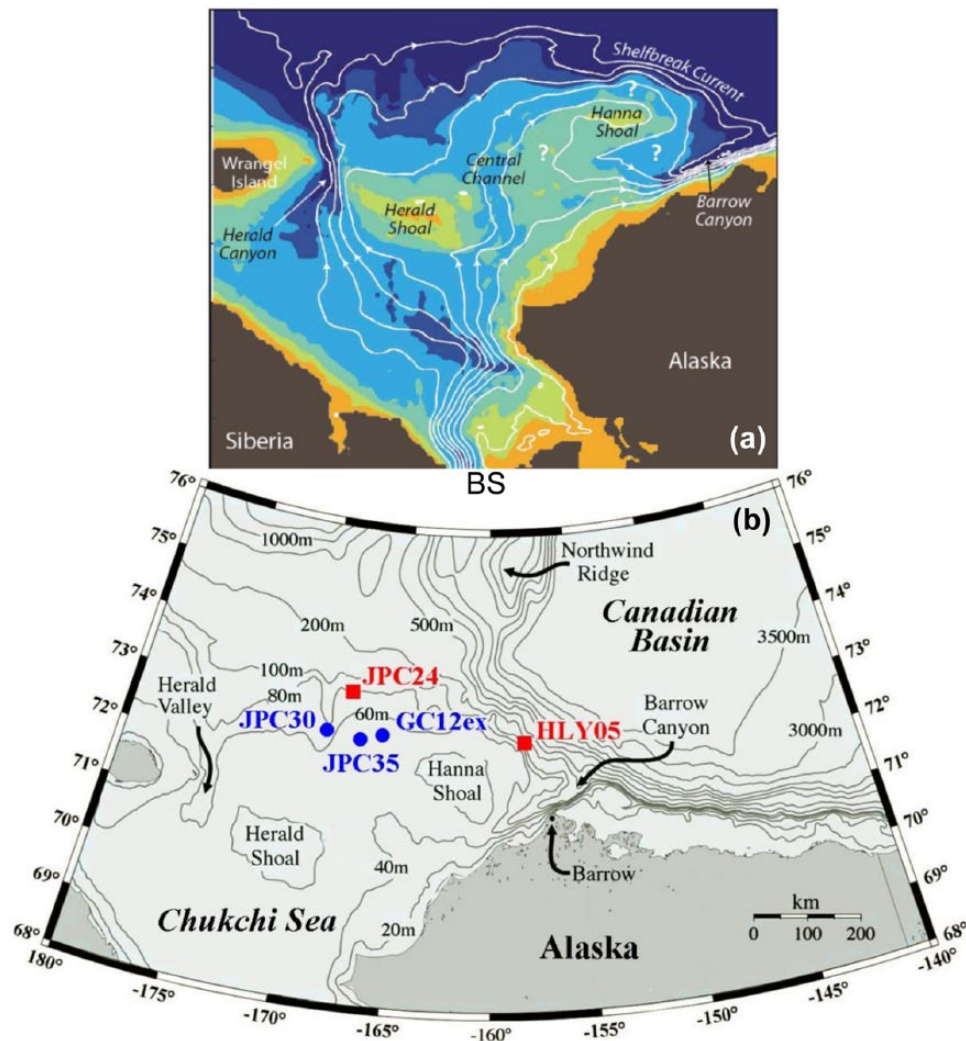 Shelfbreak Current
?
Hanna
Shoal
Wrangel
Island
Central
Channel
?
?
Herald
Shoal
Herald
Canyon
Barrow
Canyon
Alaska
Siberia
(a)
BS
(b)
76°
75°
74°
73°
72°
71°
70°
69°
68°
180°
-175°
-170°
-165°
-160°
-155°
-150°
-145°
-140°
76°
75°
74°
73°
72°
71°
70°
69°
68°
1000m
Northwind
Ridge
Canadian
Basin
200m
500m
3500m
100m
JPC24
80m
Herald
Valley
JPC30
60m
GC12ex
JPC35
HLY05
Barrow
Canyon
3000m
Hanna
Shoal
Herald
Shoal
40m
Barrow
km
0 100 200
Chukchi Sea
20m
Alaska